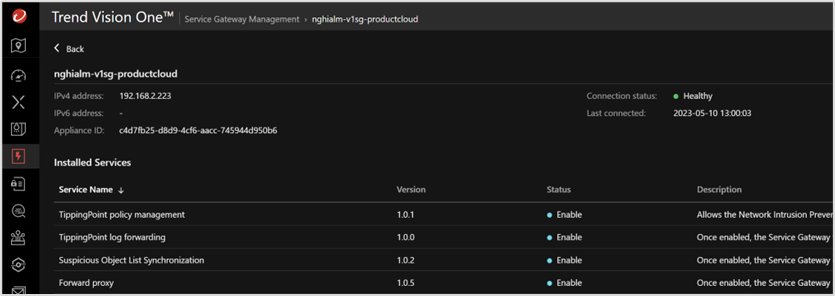 Trend Vision One™ | Service Gateway Management › nghialm-v1sg-productcloud
Back
nghialm-v1sg-productcloud
IPv4 address: 192.168.2.223 Connection status: Healthy
IPv6 address: - Last connected: 2023-05-10 13:00:03
Appliance ID: c4d7fb25-d8d9-4cf6-aacc-745944d950b6
Installed Services
Service Name ↓ Version Status Description
TippingPoint policy management 1.0.1 Enable Allows the Network Intrusion Preve
TippingPoint log forwarding 1.0.0 Enable Once enabled, the Service Gateway
Suspicious Object List Synchronization 1.0.2 Enable Once enabled, the Service Gateway
Forward proxy 1.0.5 Enable Once enabled, the Service Gateway